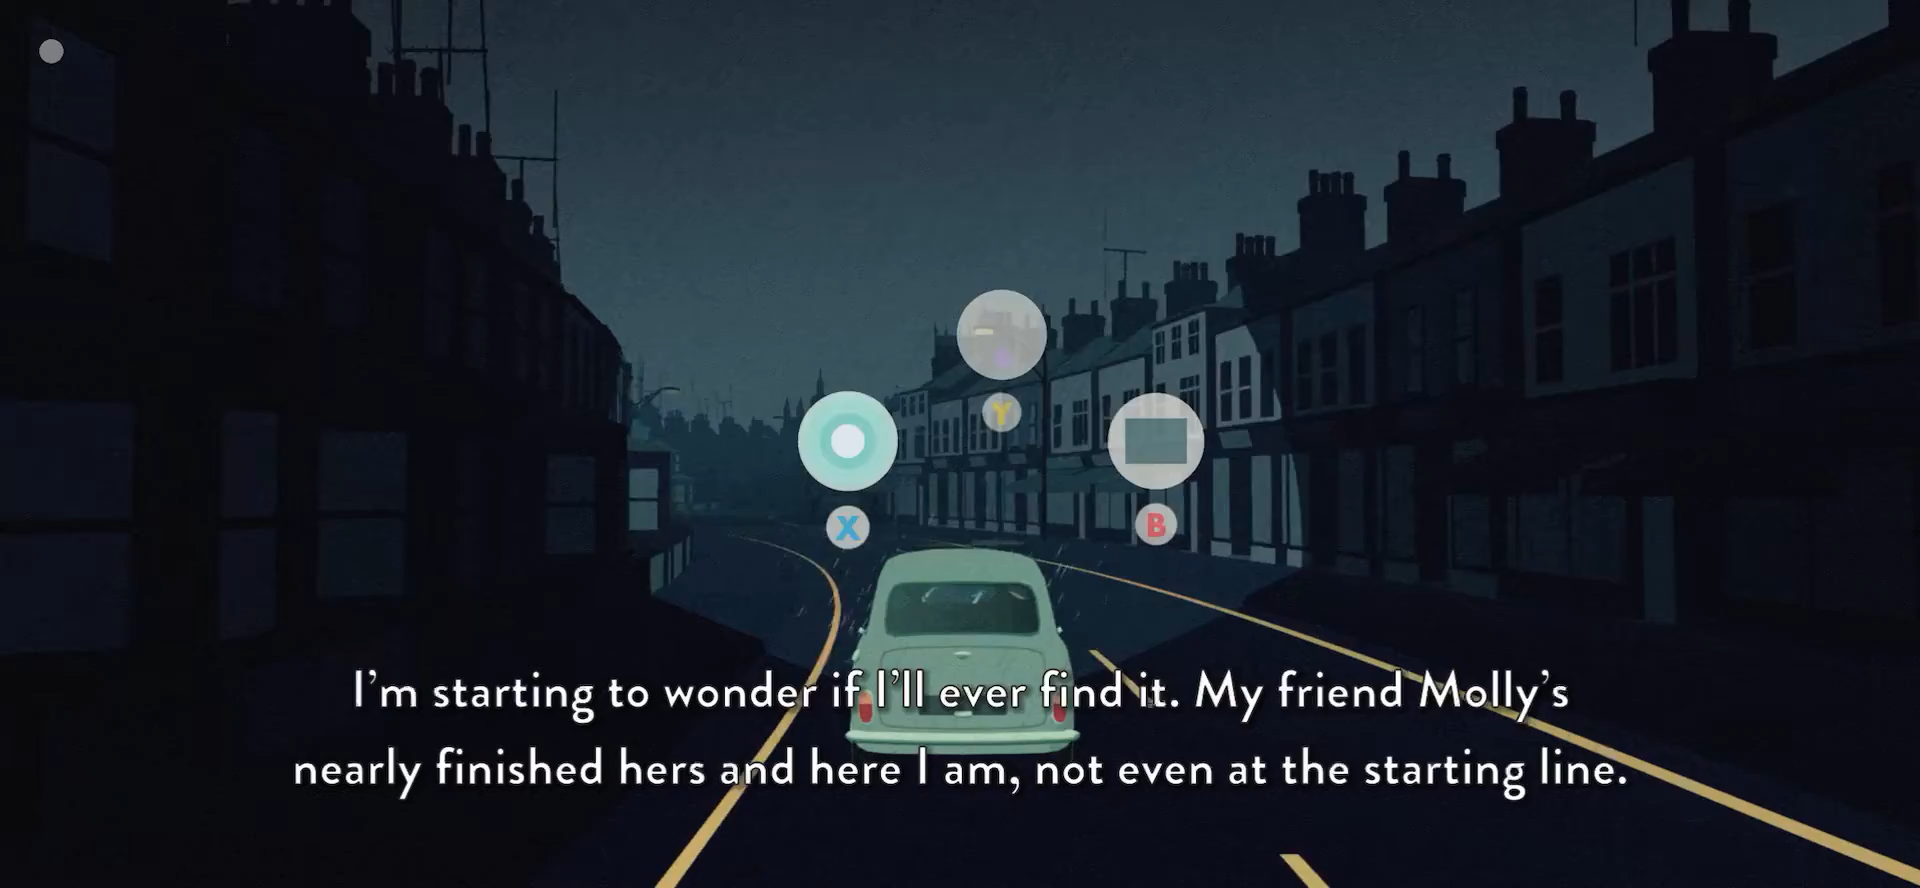 Y
X
B
I’m starting to wonder if I’ll ever find it. My friend Molly’s
nearly finished hers and here I am, not even at the starting line.